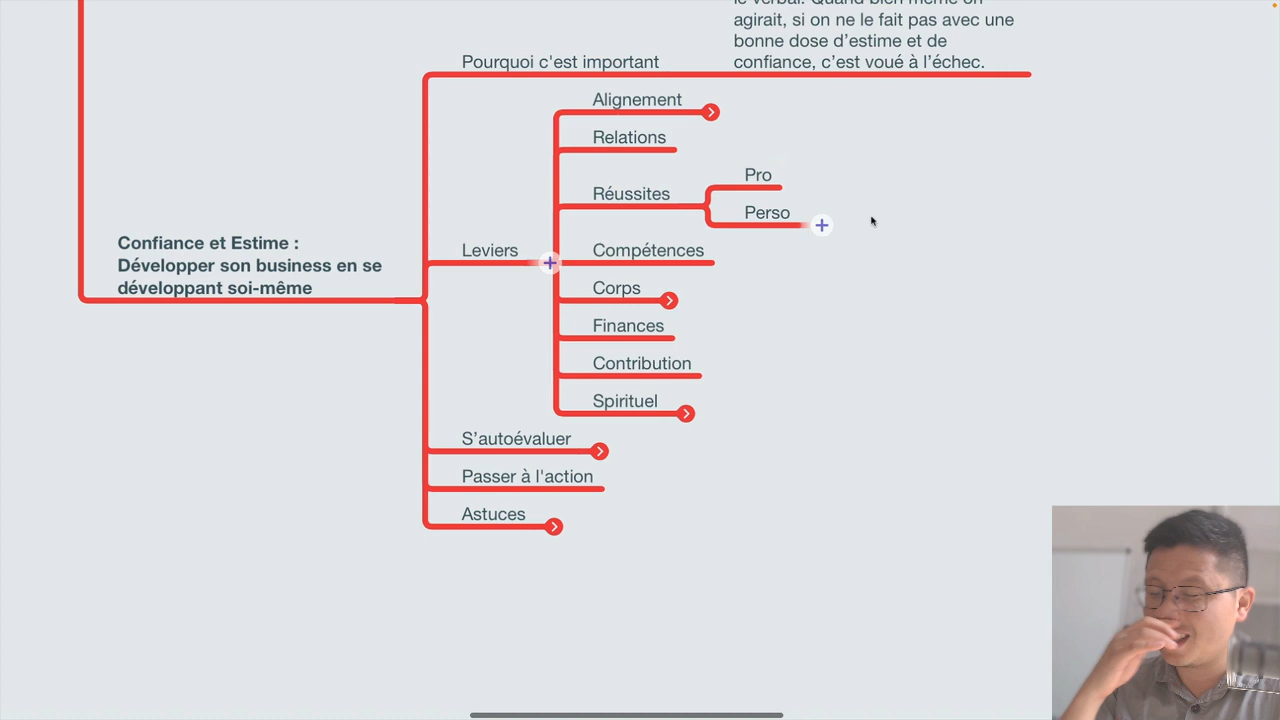 agirait, si on ne le fait pas avec une
bonne dose d’estime et de
confiance, c’est voué à l’échec.
Pourquoi c'est important
Alignement
Relations
Réussites
Pro
Perso
Confiance et Estime :
Développer son business en se
développant soi-même
Leviers
Compétences
Corps
Finances
Contribution
Spirituel
S’autoévaluer
Passer à l'action
Astuces